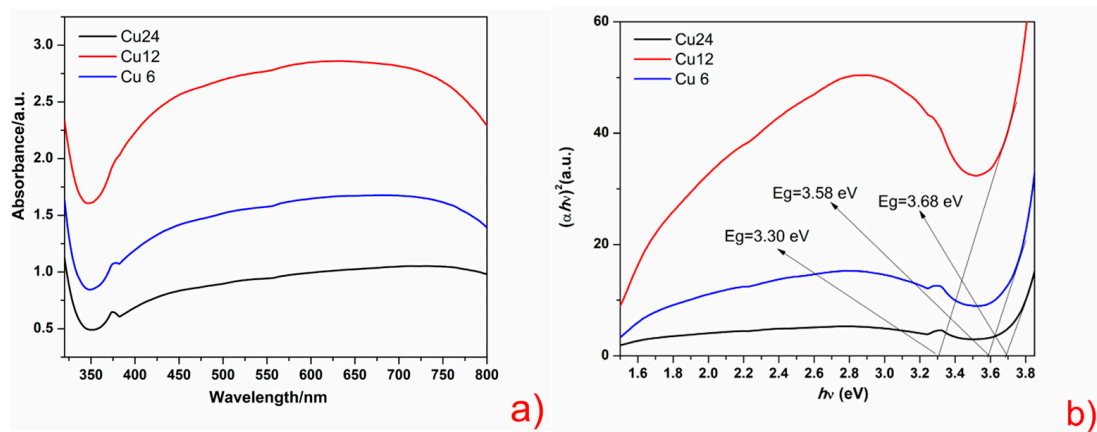 Cu24
Cu12
Cu 6
3.0
2.5
2.0
1.5
1.0
0.5
Absorbance/a.u.
350 400 450 500 550 600 650 700 750 800
Wavelength/nm
a)
Cu24
Cu12
Cu 6
60
40
20
0
(αhν)²(a.u.)
Eg=3.58 eV
Eg=3.68 eV
Eg=3.30 eV
1.6 1.8 2.0 2.2 2.4 2.6 2.8 3.0 3.2 3.4 3.6 3.8
hν (eV)
b)